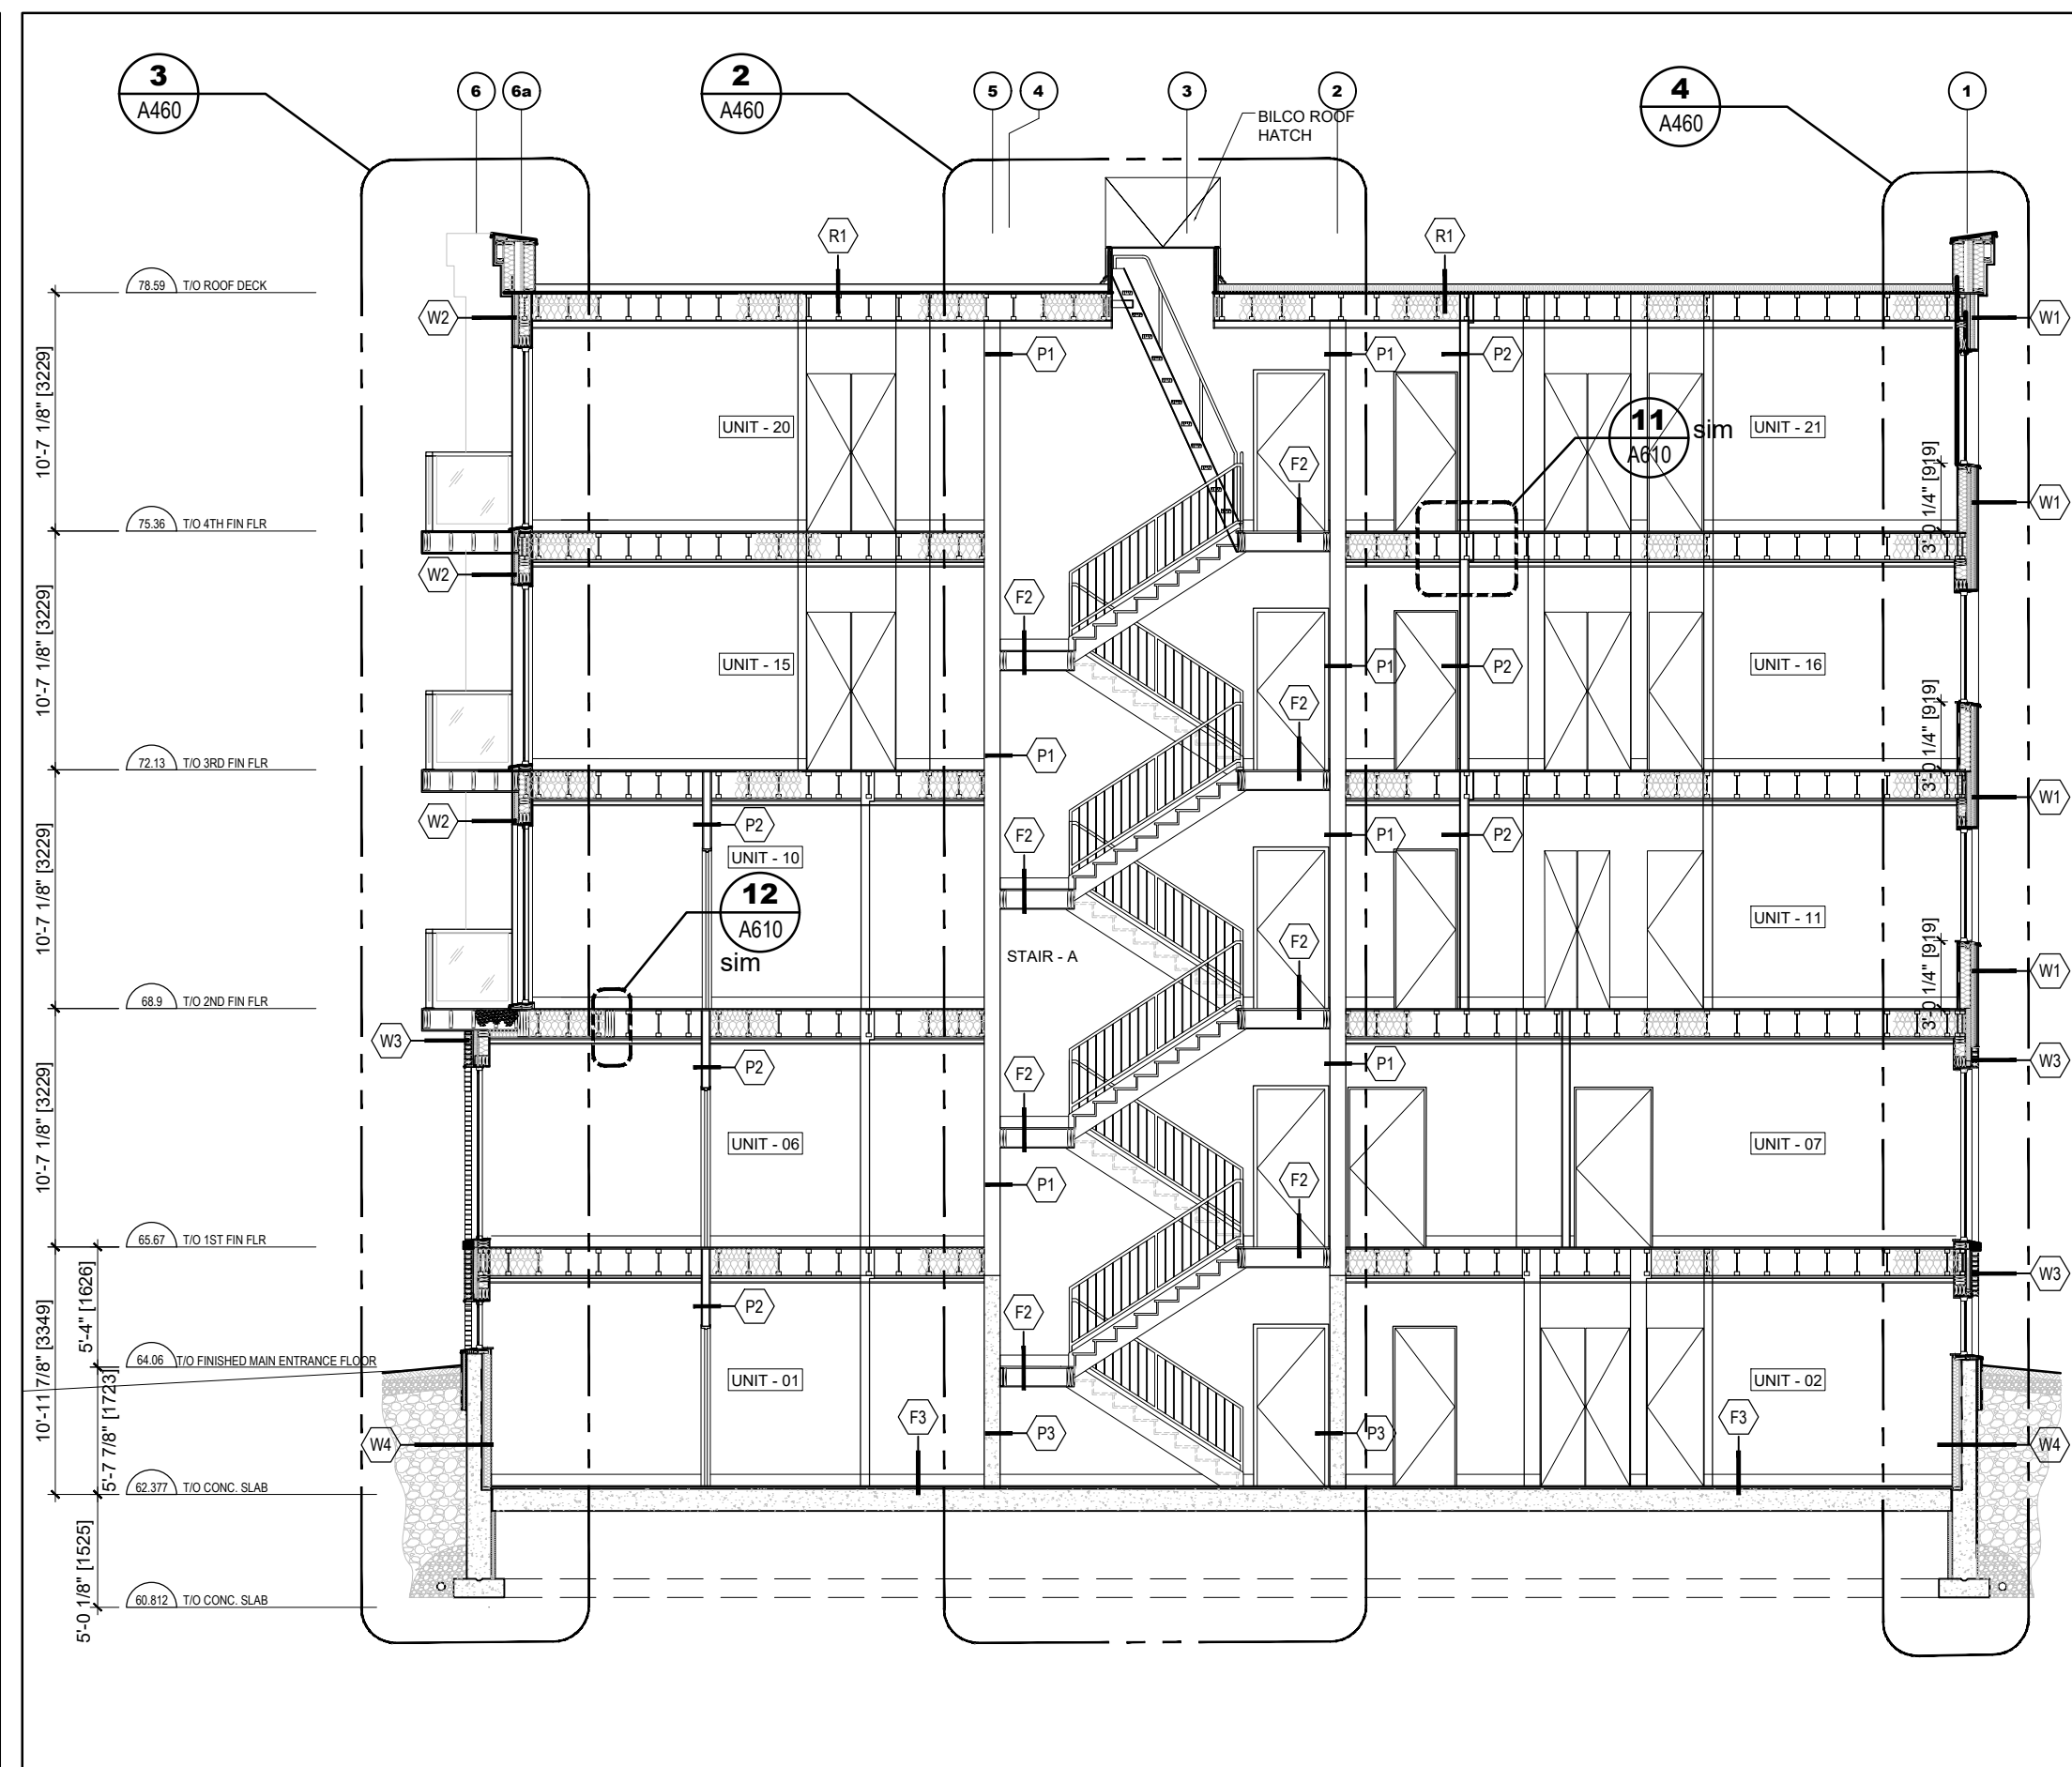 3
A460
2
A460
4
A460
6
6a
5
4
3
2
1
BILCO ROOF
HATCH
R1
R1
78.59 T/O ROOF DECK
W2
W1
P1
P1
P2
10'-7 1/8" [3229]
UNIT - 20
11
A610
sim
UNIT - 21
F2
3'-0 1/4" [919]
W1
75.36 T/O 4TH FIN FLR
W2
F2
10'-7 1/8" [3229]
UNIT - 15
P1
P2
UNIT - 16
F2
3'-0 1/4" [919]
P1
72.13 T/O 3RD FIN FLR
W1
W2
P2
F2
P1
P2
10'-7 1/8" [3229]
UNIT - 10
12
A610
sim
UNIT - 11
STAIR - A
F2
3'-0 1/4" [919]
W1
68.9 T/O 2ND FIN FLR
W3
P2
F2
P1
W3
10'-7 1/8" [3229]
UNIT - 06
UNIT - 07
P1
F2
65.67 T/O 1ST FIN FLR
W3
5'-4" [1626]
P2
F2
10'-11 7/8" [3349]
64.06 T/O FINISHED MAIN ENTRANCE FLOOR
UNIT - 01
UNIT - 02
5'-7 7/8" [1723]
F3
F3
W4
P3
P3
W4
62.377 T/O CONC. SLAB
5'-0 1/8" [1525]
60.812 T/O CONC. SLAB